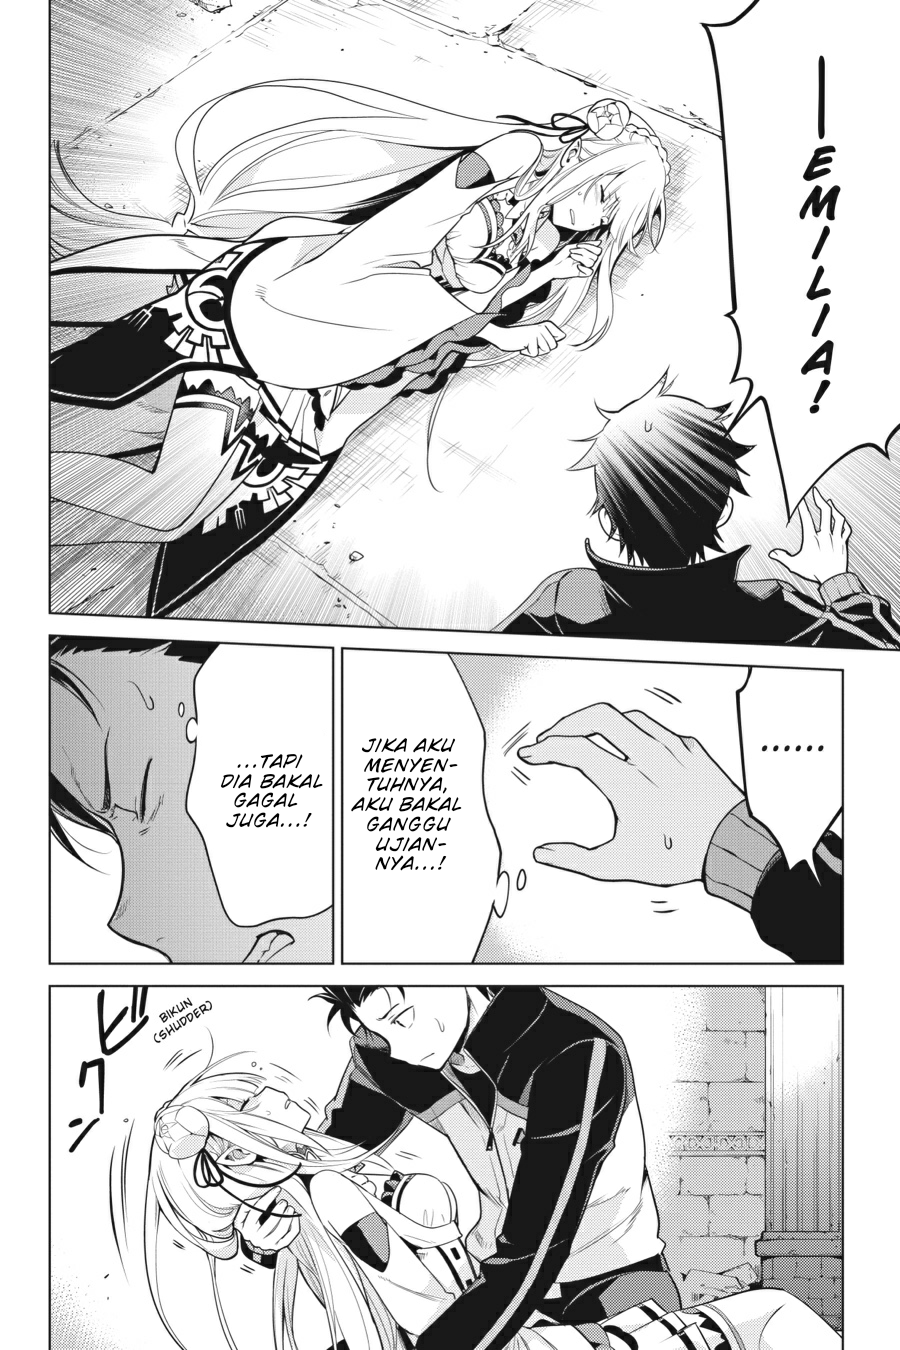 —EMILIA!
......
JIKA AKU
MENYEN-
TUHNYA,
AKU BAKAL
GANGGU
UJIAN-
NYA...!
...TAPI
DIA BAKAL
GAGAL
JUGA...!
ビクン
BIKUN
(SHUDDER)